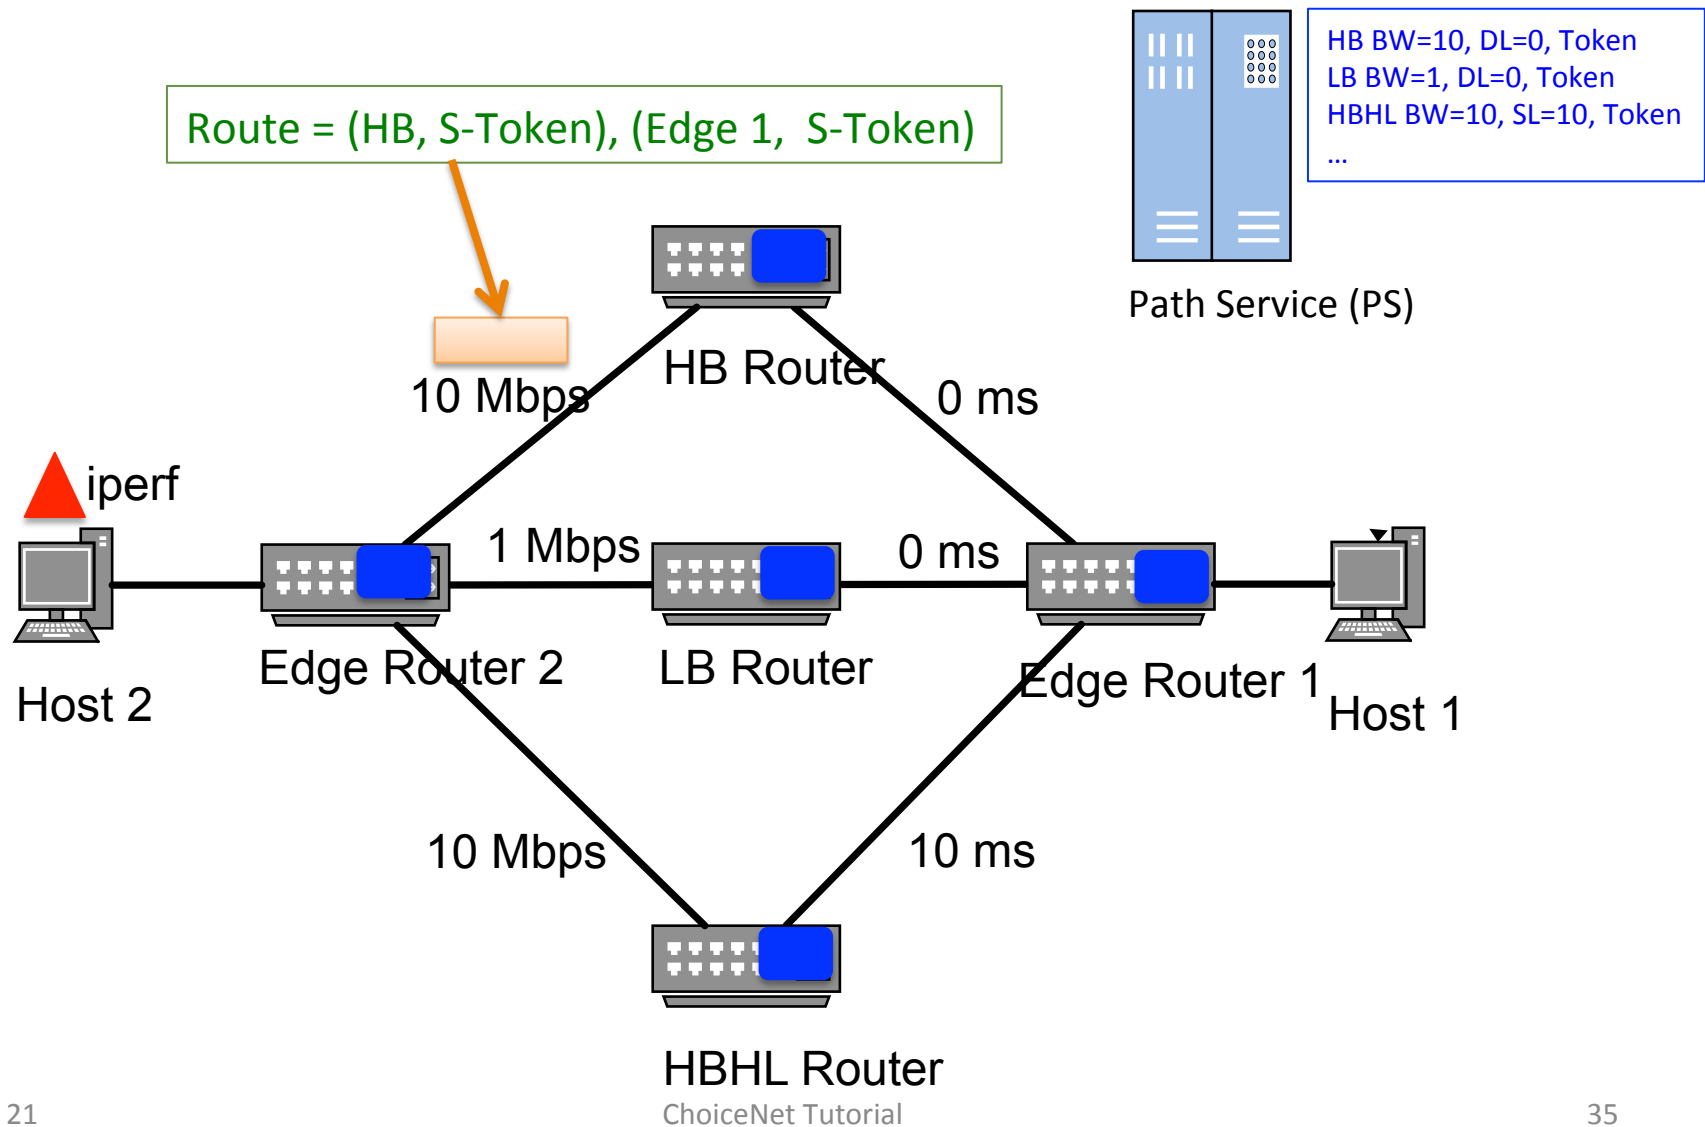 HB BW=10, DL=0, Token
LB BW=1, DL=0, Token
HBHL BW=10, SL=10, Token
...
Route = (HB, S-Token), (Edge 1,  S-Token)
Path Service (PS)
HB Router
10 Mbps
0 ms
iperf
1 Mbps
0 ms
Edge Router 2
LB Router
Edge Router 1
Host 2
Host 1
10 Mbps
10 ms
HBHL Router
21
ChoiceNet Tutorial
35